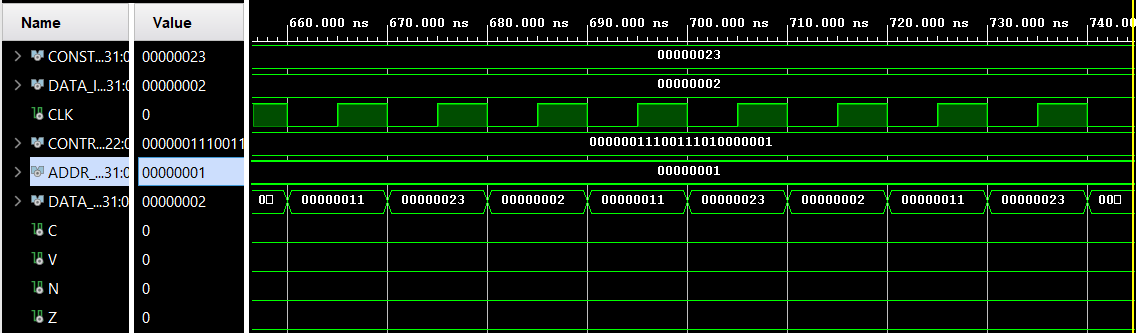 Name Value 660.000 ns 670.000 ns 680.000 ns 690.000 ns 700.000 ns 710.000 ns 720.000 ns 730.000 ns 740.0
CONST...31:0 00000023 00000023
DATA_I...31:0 00000002 00000002
CLK 0
CONTR...22:0 0000001110011 00000011100111010000001
ADDR_...31:0 00000001 00000001
DATA_...31:0 00000002 0 00000011 00000023 00000002 00000011 00000023 00000002 00000011 00000023 00
C 0
V 0
N 0
Z 0